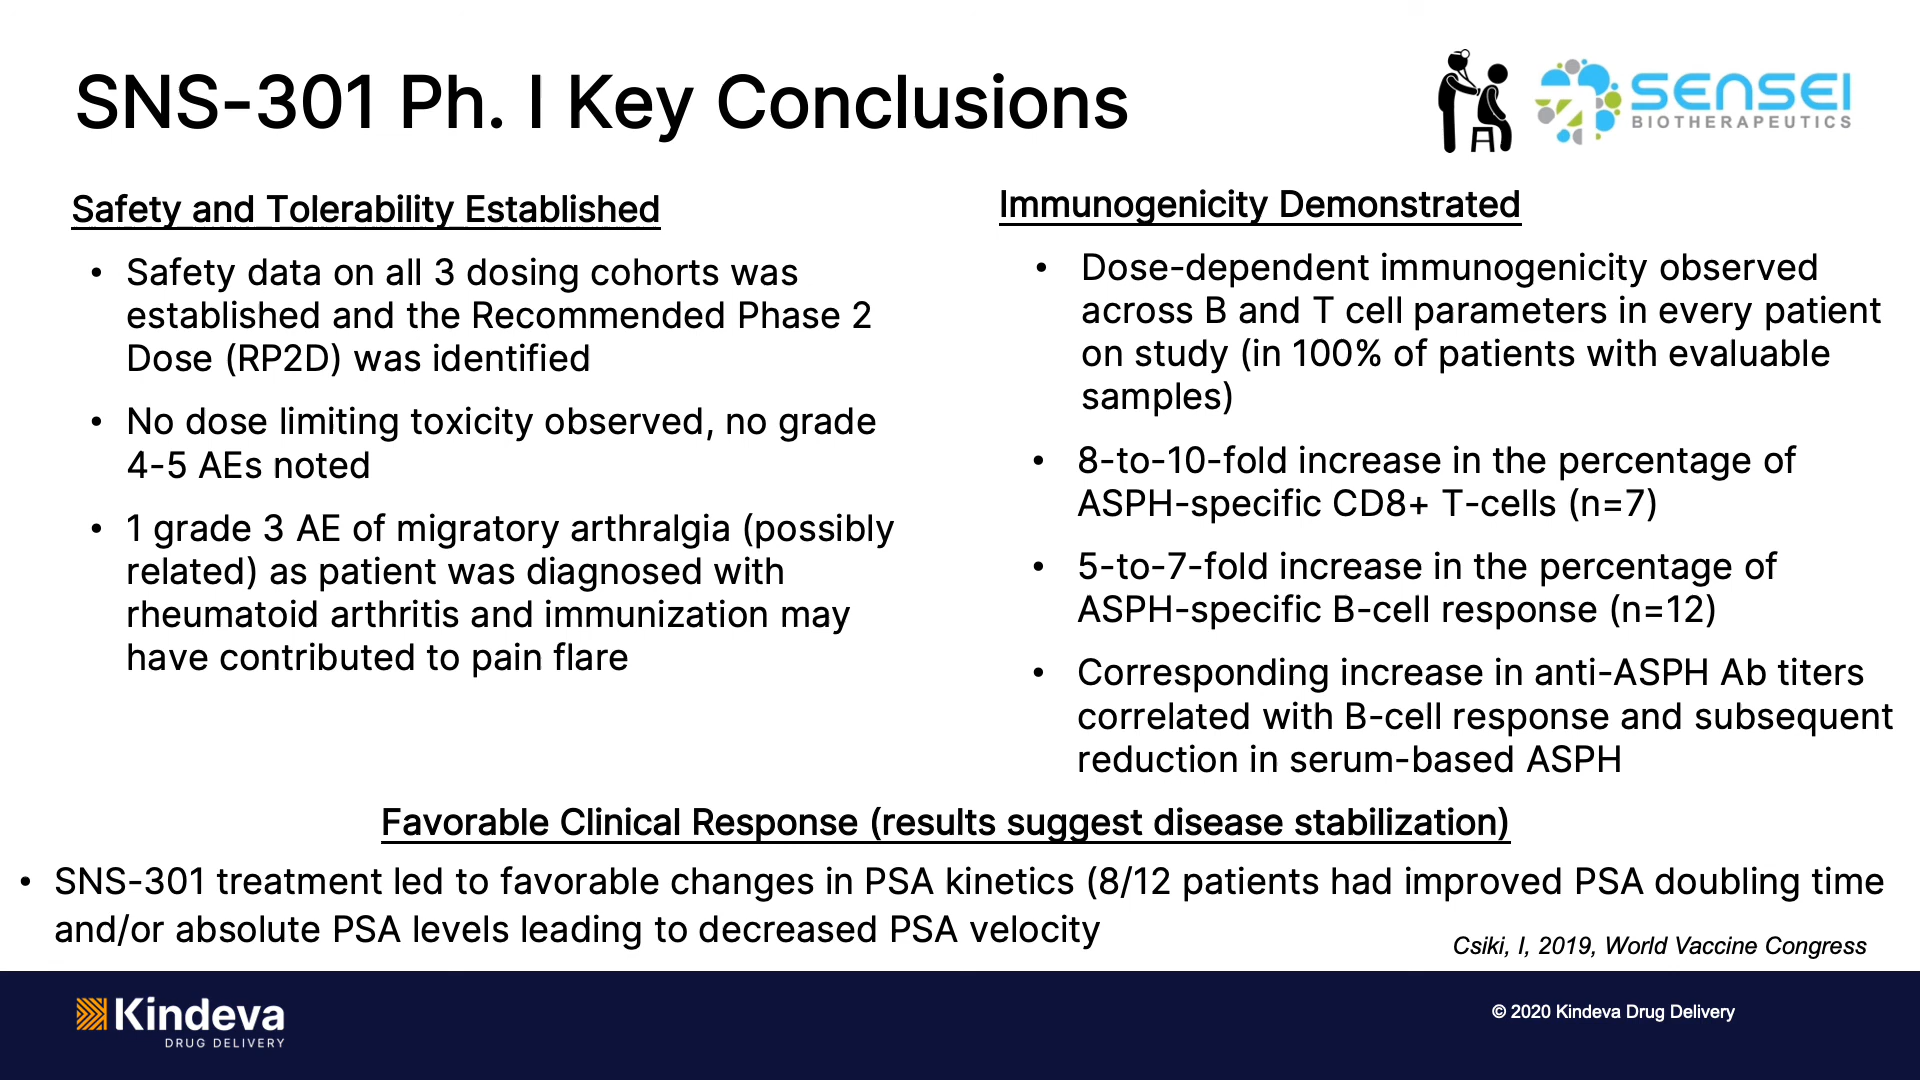 SNS-301 Ph. I Key Conclusions
SENSEI
BIOTHERAPEUTICS
Safety and Tolerability Established
• Safety data on all 3 dosing cohorts was
established and the Recommended Phase 2
Dose (RP2D) was identified
• No dose limiting toxicity observed, no grade
4-5 AEs noted
• 1 grade 3 AE of migratory arthralgia (possibly
related) as patient was diagnosed with
rheumatoid arthritis and immunization may
have contributed to pain flare
Immunogenicity Demonstrated
• Dose-dependent immunogenicity observed
across B and T cell parameters in every patient
on study (in 100% of patients with evaluable
samples)
• 8-to-10-fold increase in the percentage of
ASPH-specific CD8+ T-cells (n=7)
• 5-to-7-fold increase in the percentage of
ASPH-specific B-cell response (n=12)
• Corresponding increase in anti-ASPH Ab titers
correlated with B-cell response and subsequent
reduction in serum-based ASPH
Favorable Clinical Response (results suggest disease stabilization)
• SNS-301 treatment led to favorable changes in PSA kinetics (8/12 patients had improved PSA doubling time
and/or absolute PSA levels leading to decreased PSA velocity
Csiki, I, 2019, World Vaccine Congress
Kindeva
DRUG DELIVERY
© 2020 Kindeva Drug Delivery